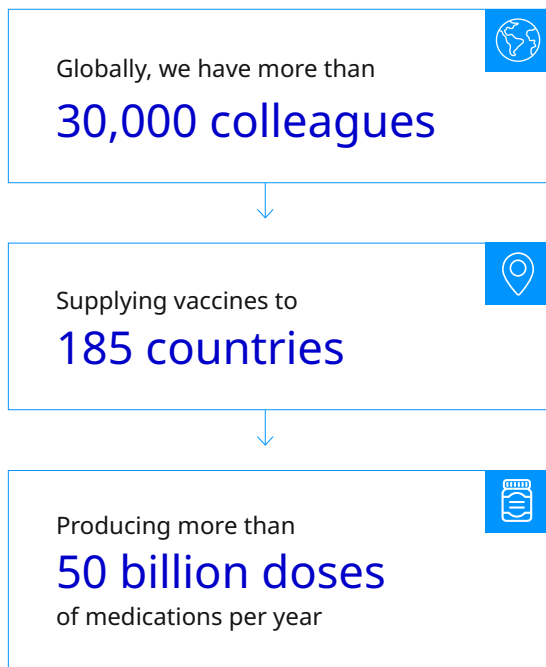 Globally, we have more than
30,000 colleagues
Supplying vaccines to
185 countries
Producing more than
50 billion doses
of medications per year